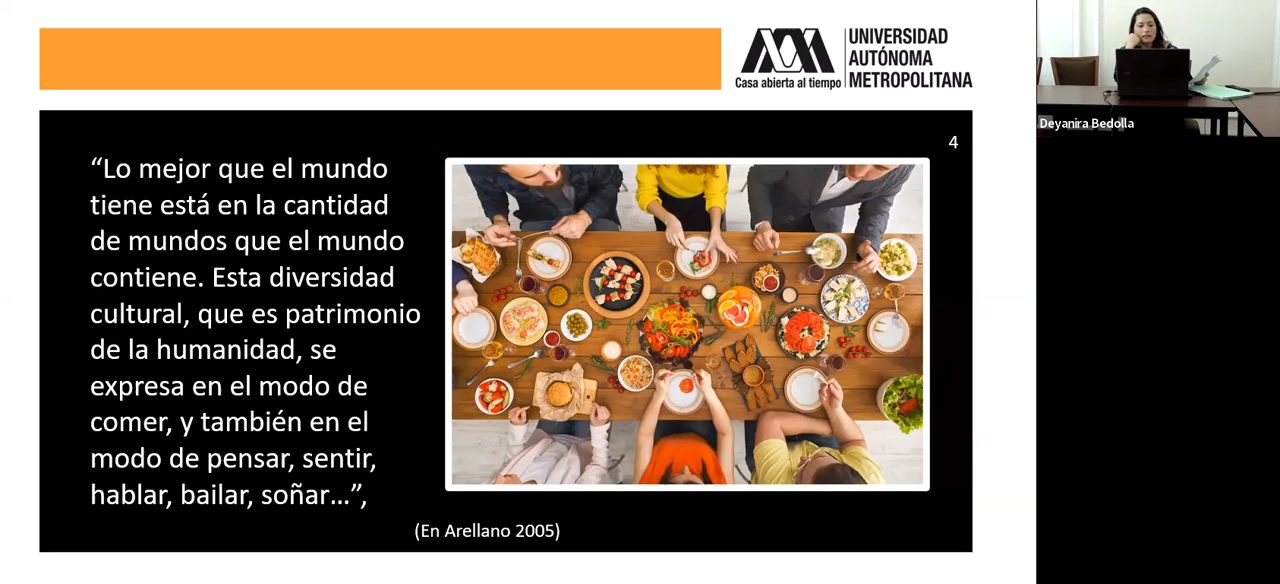 UNIVERSIDAD
AUTÓNOMA
METROPOLITANA
Casa abierta al tiempo
4
“Lo mejor que el mundo
tiene está en la cantidad
de mundos que el mundo
contiene. Esta diversidad
cultural, que es patrimonio
de la humanidad, se
expresa en el modo de
comer, y también en el
modo de pensar, sentir,
hablar, bailar, soñar…”,
(En Arellano 2005)
Deyanira Bedolla